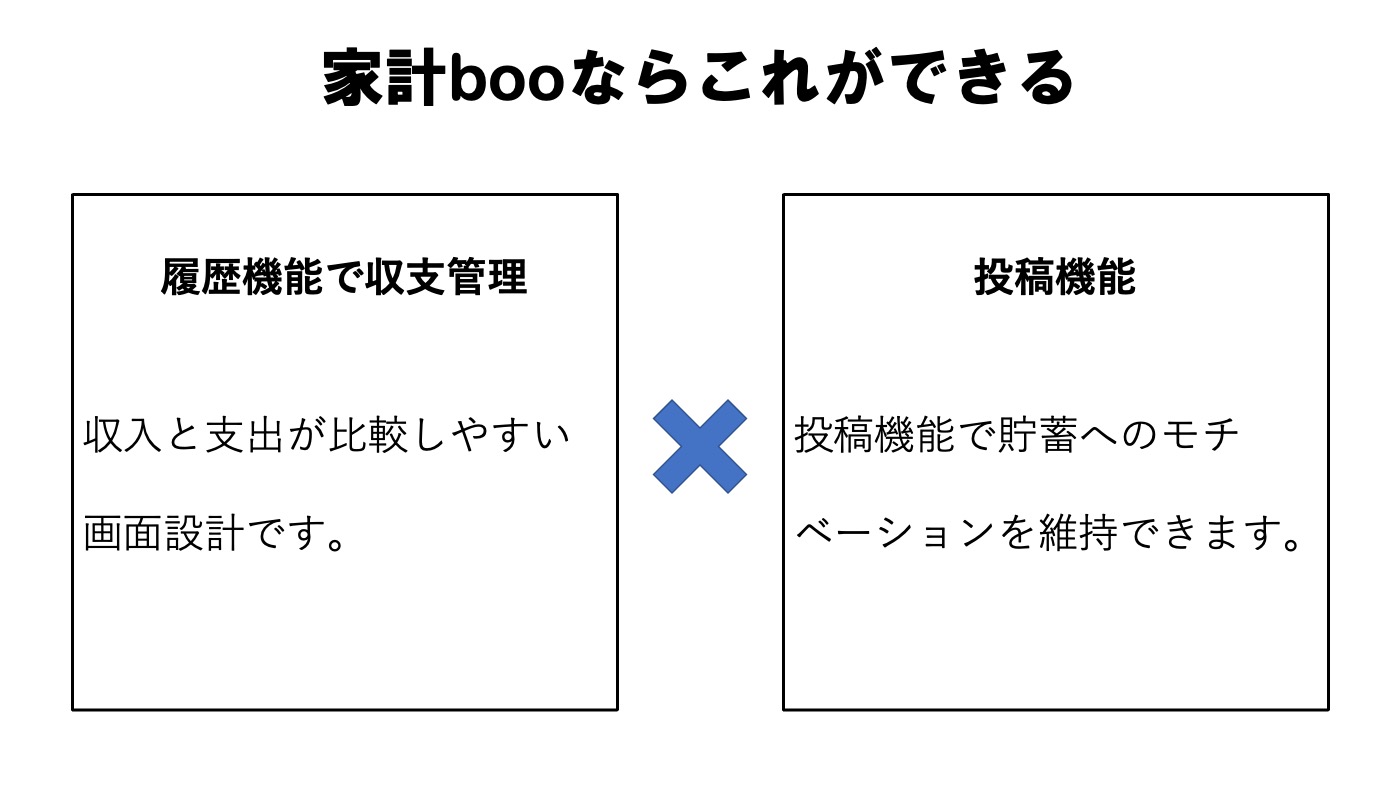 家計booならこれができる
履歴機能で収支管理
収入と支出が比較しやすい
画面設計です。
投稿機能
投稿機能で貯蓄へのモチ
ベーションを維持できます。